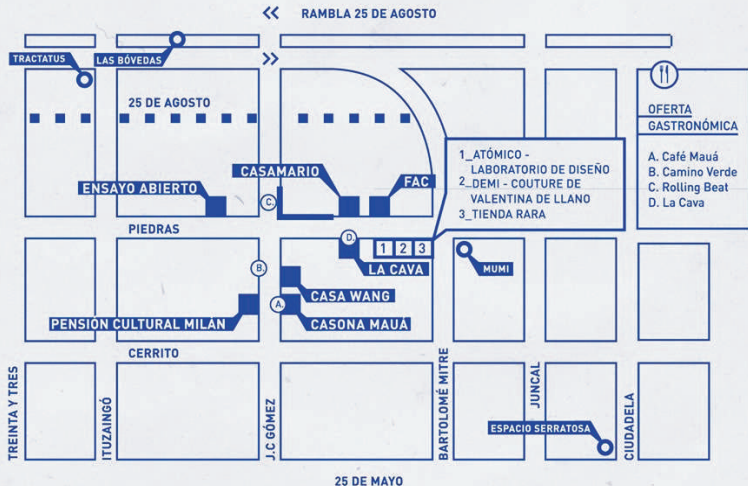 << RAMBLA 25 DE AGOSTO
>>
TRACTATUS
LAS BÓVEDAS
25 DE AGOSTO
OFERTA
GASTRONÓMICA
A. Café Mauá
B. Camino Verde
C. Rolling Beat
D. La Cava
1_ATÓMICO -
LABORATORIO DE DISEÑO
2_DEMI - COUTURE DE
VALENTINA DE LLANO
3_TIENDA RARA
CASAMARIO
FAC
ENSAYO ABIERTO
C.
PIEDRAS
D.
1 2 3
LA CAVA
MUMI
B.
CASA WANG
A.
PENSIÓN CULTURAL MILÁN
CASONA MAUÁ
CERRITO
TREINTA Y TRES
ITUZAINGÓ
J.C GÓMEZ
BARTOLOMÉ MITRE
JUNCAL
CIUDADELA
ESPACIO SERRATOSA
25 DE MAYO